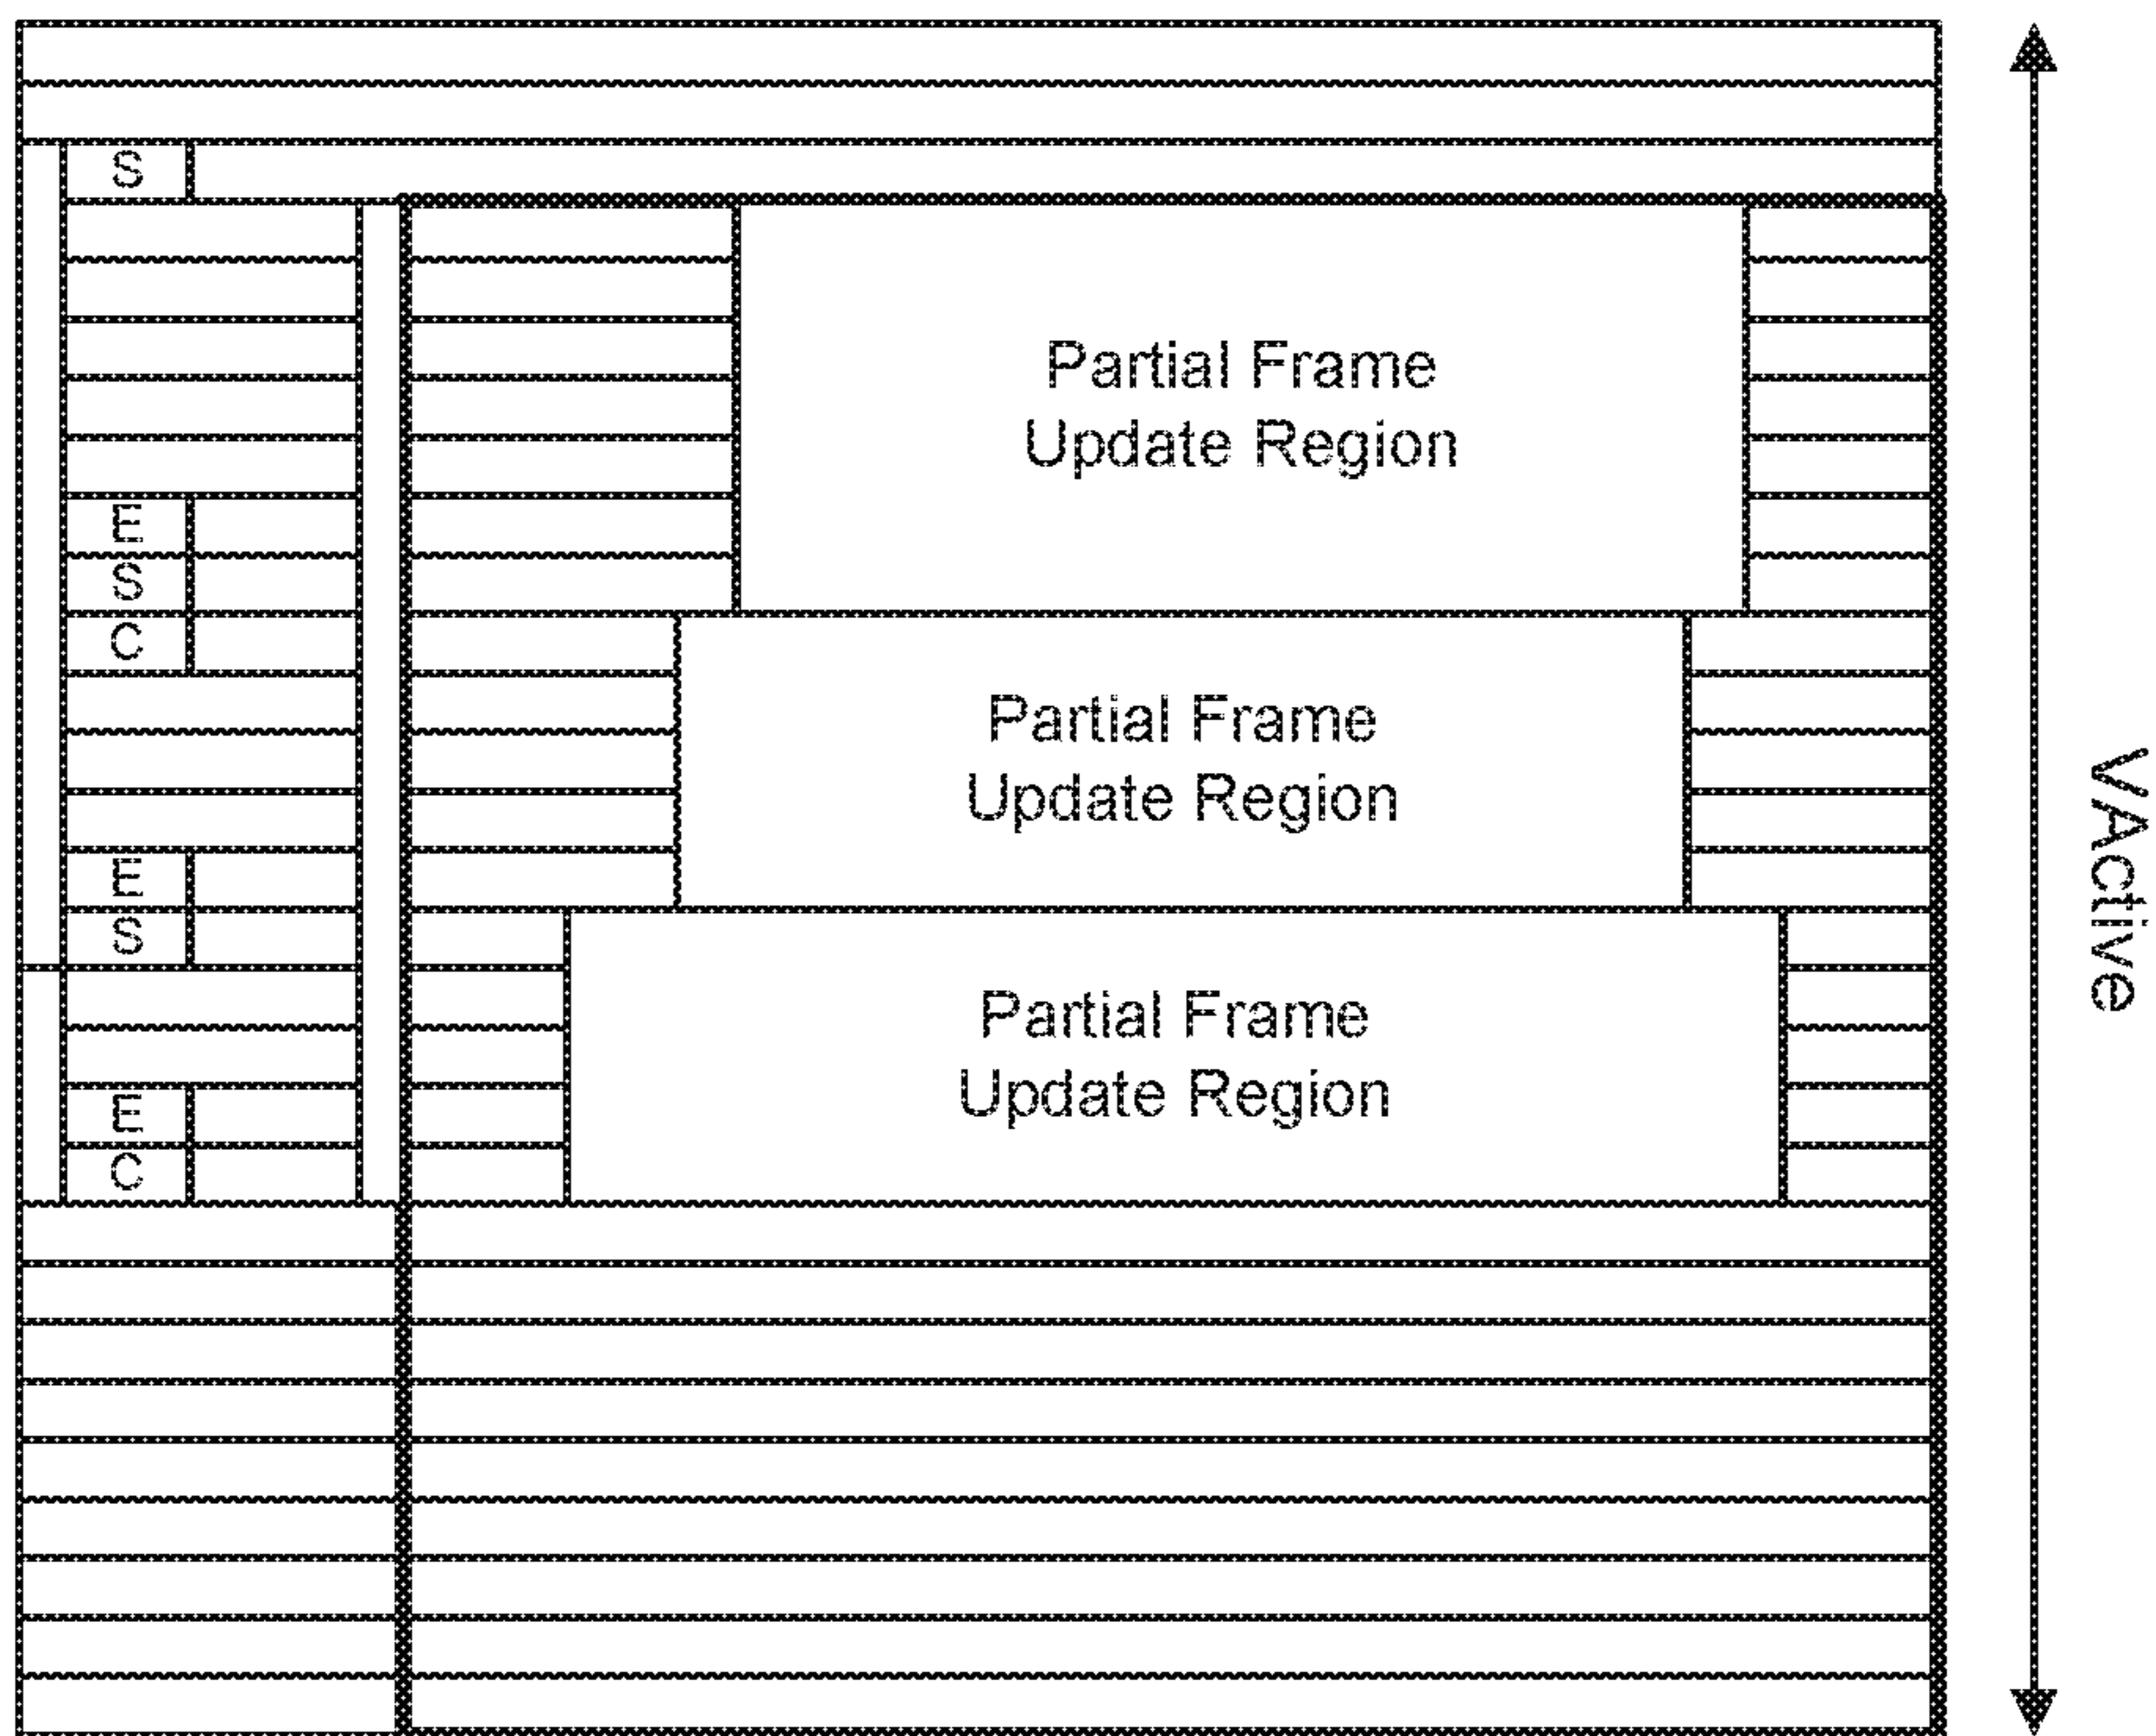 S
Partial Frame
Update Region
E
S
C
Partial Frame
Update Region
VActive
E
S
Partial Frame
Update Region
E
C